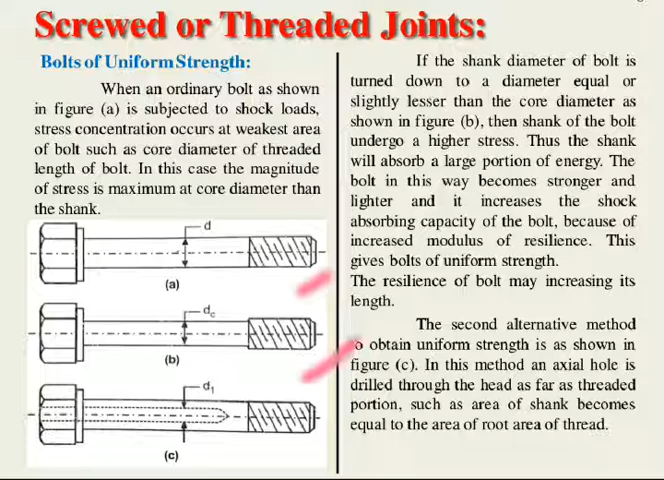 Screwed or Threaded Joints:
Bolts of Uniform Strength:
When an ordinary bolt as shown
in figure (a) is subjected to shock loads,
stress concentration occurs at weakest area
of bolt such as core diameter of threaded
length of bolt. In this case the magnitude
of stress is maximum at core diameter than
the shank.
d
(a)
dc
(b)
d1
(c)
If the shank diameter of bolt is
turned down to a diameter equal or
slightly lesser than the core diameter as
shown in figure (b), then shank of the bolt
undergo a higher stress. Thus the shank
will absorb a large portion of energy. The
bolt in this way becomes stronger and
lighter and it increases the shock
absorbing capacity of the bolt, because of
increased modulus of resilience. This
gives bolts of uniform strength.
The resilience of bolt may increasing its
length.
The second alternative method
to obtain uniform strength is as shown in
figure (c). In this method an axial hole is
drilled through the head as far as threaded
portion, such as area of shank becomes
equal to the area of root area of thread.